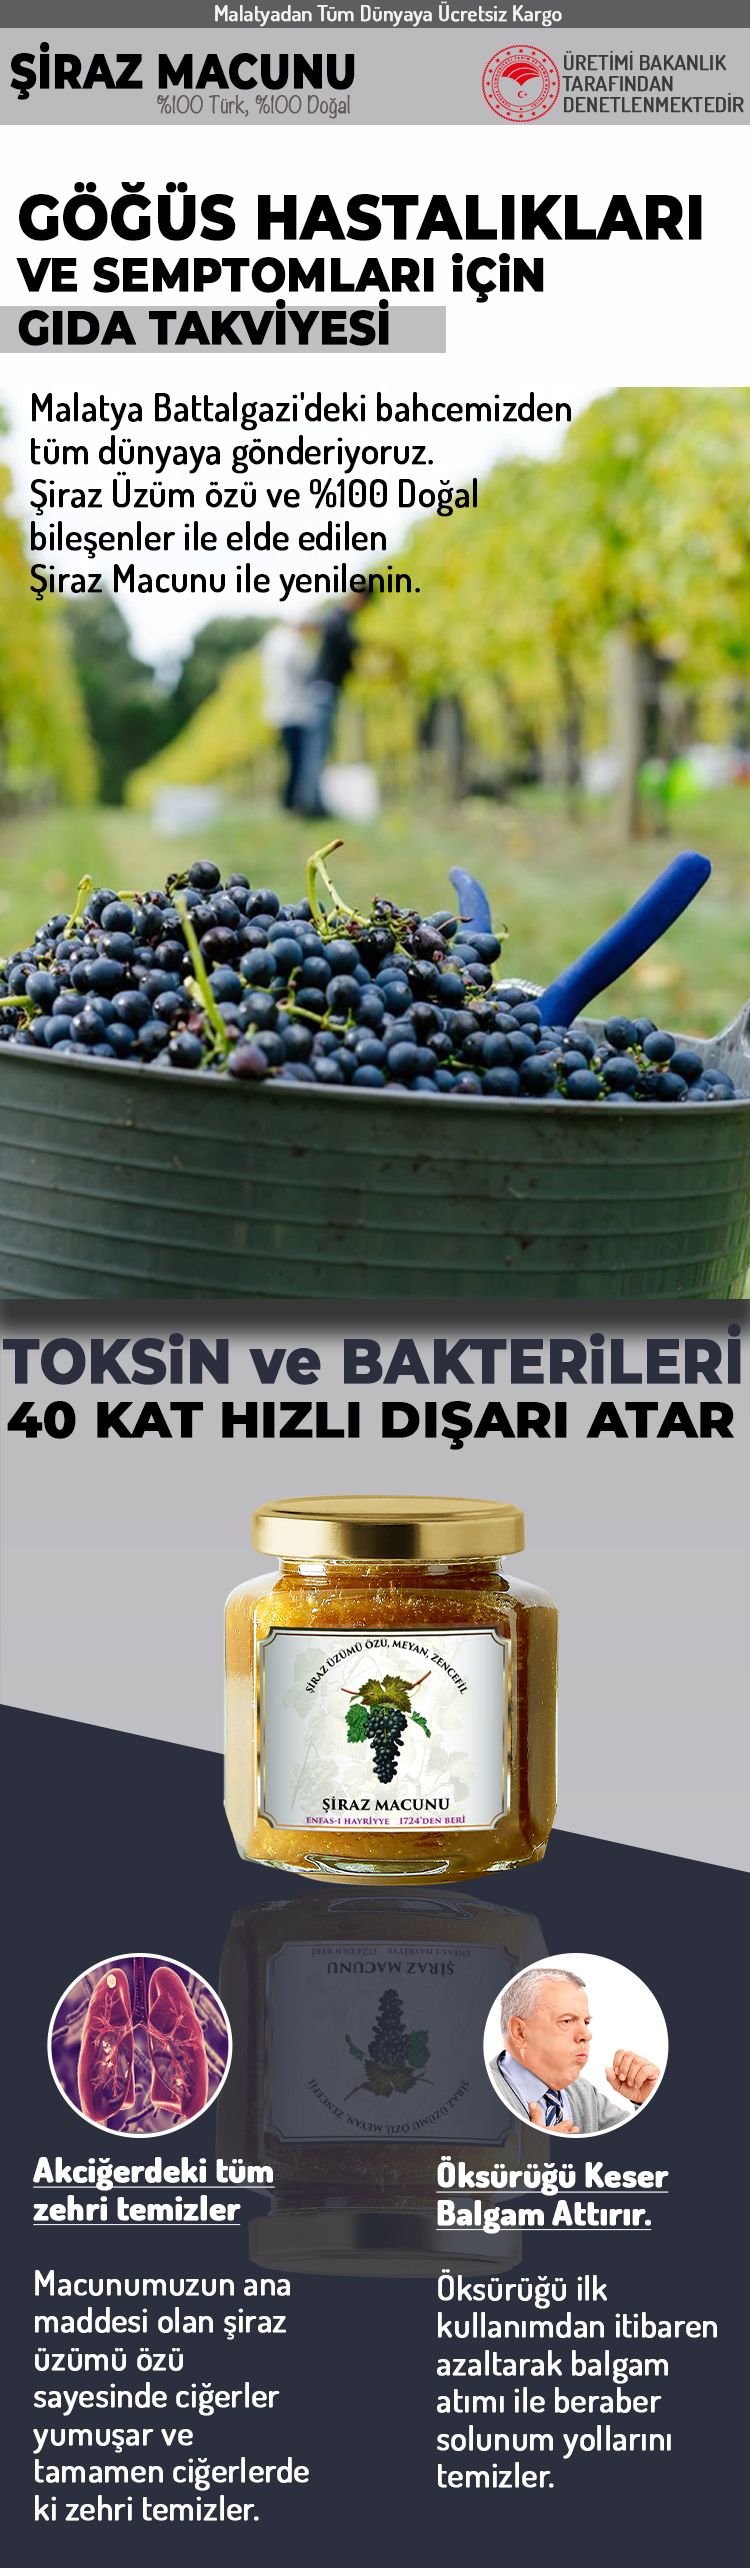 Malatyadan Tüm Dünyaya Ücretsiz Kargo
ŞİRAZ MACUNU
%100 Türk, %100 Doğal
ÜRETİMİ BAKANLIK
TARAFINDAN
DENETLENMEKTEDİR
GÖĞÜS HASTALIKLARI
VE SEMPTOMLARI İÇİN
GIDA TAKVİYESİ
Malatya Battalgazi'deki bahcemizden
tüm dünyaya gönderiyoruz.
Şiraz Üzüm özü ve %100 Doğal
bileşenler ile elde edilen
Şiraz Macunu ile yenilenin.
TOKSİN ve BAKTERİLERİ
40 KAT HIZLI DIŞARI ATAR
ŞİRAZ ÜZÜMÜ ÖZÜ, MEYAN, ZENCEFİL
ŞİRAZ MACUNU
ENFAS-I HAYRİYYE 1724'DEN BERİ
Akciğerdeki tüm
zehri temizler
Macunumuzun ana
maddesi olan şiraz
üzümü özü
sayesinde ciğerler
yumuşar ve
tamamen ciğerlerde
ki zehri temizler.
Öksürüğü Keser
Balgam Attırır.
Öksürüğü ilk
kullanımdan itibaren
azaltarak balgam
atımı ile beraber
solunum yollarını
temizler.